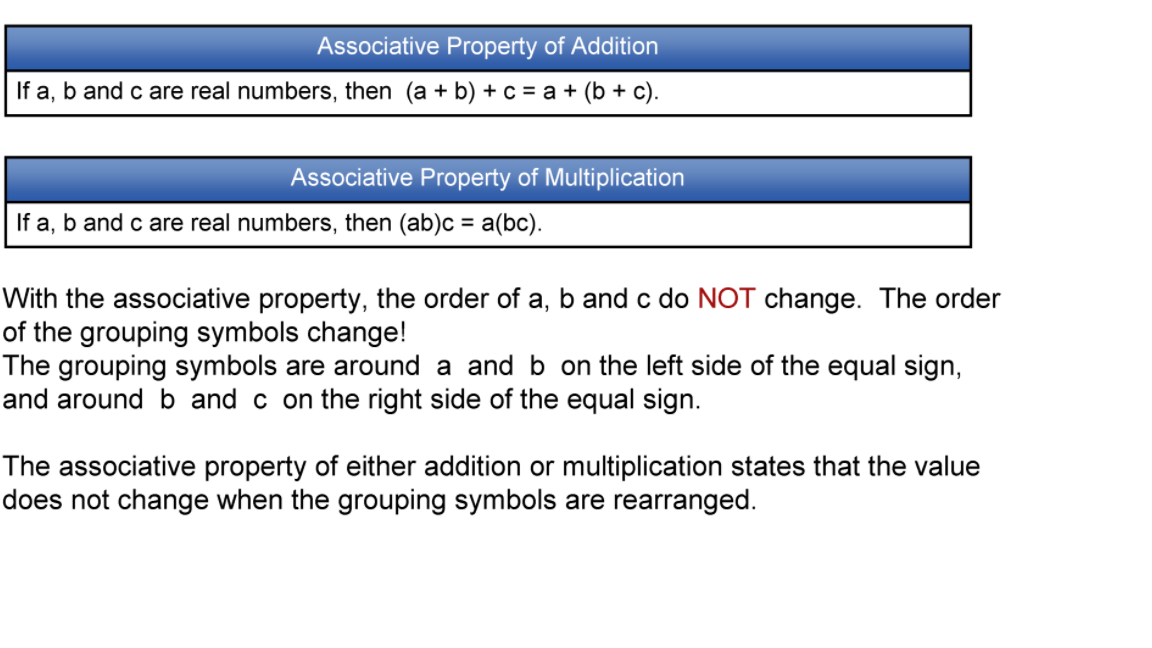 Associative Property of Addition
If a, b and c are real numbers, then (a + b) + c = a + (b + c).
Associative Property of Multiplication
If a, b and c are real numbers, then (ab)c = a(bc).
With the associative property, the order of a, b and c do NOT change. The order
of the grouping symbols change!
The grouping symbols are around a and b on the left side of the equal sign,
and around b and c on the right side of the equal sign.
The associative property of either addition or multiplication states that the value
does not change when the grouping symbols are rearranged.